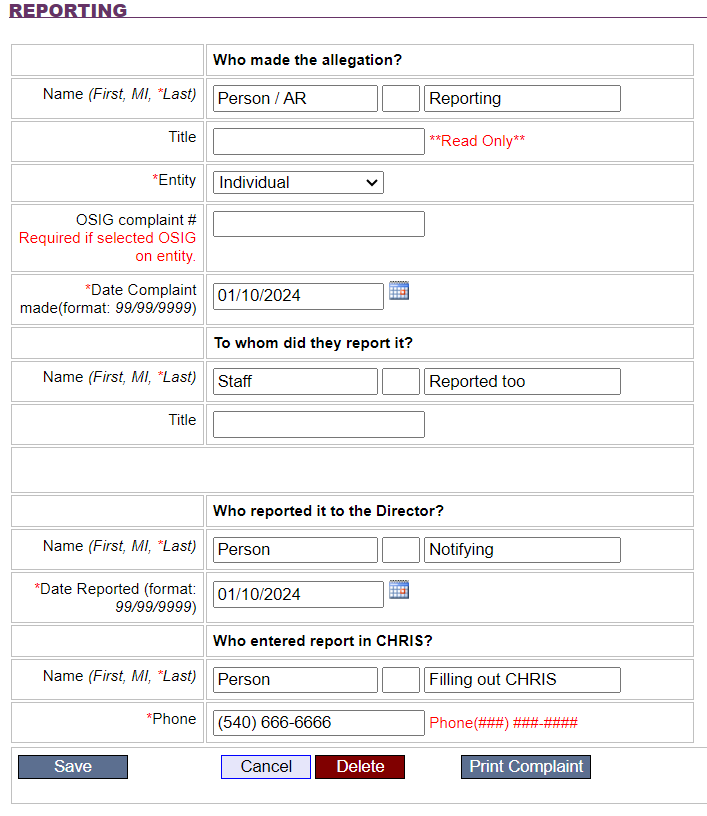 REPORTING
Who made the allegation?
Name (First, MI, *Last) Person / AR Reporting
Title **Read Only**
*Entity Individual
OSIG complaint #
Required if selected OSIG
on entity.
*Date Complaint
made(format: 99/99/9999) 01/10/2024
To whom did they report it?
Name (First, MI, *Last) Staff Reported too
Title
Who reported it to the Director?
Name (First, MI, *Last) Person Notifying
*Date Reported (format:
99/99/9999) 01/10/2024
Who entered report in CHRIS?
Name (First, MI, *Last) Person Filling out CHRIS
*Phone (540) 666-6666 Phone(###) ###-####
Save Cancel Delete Print Complaint